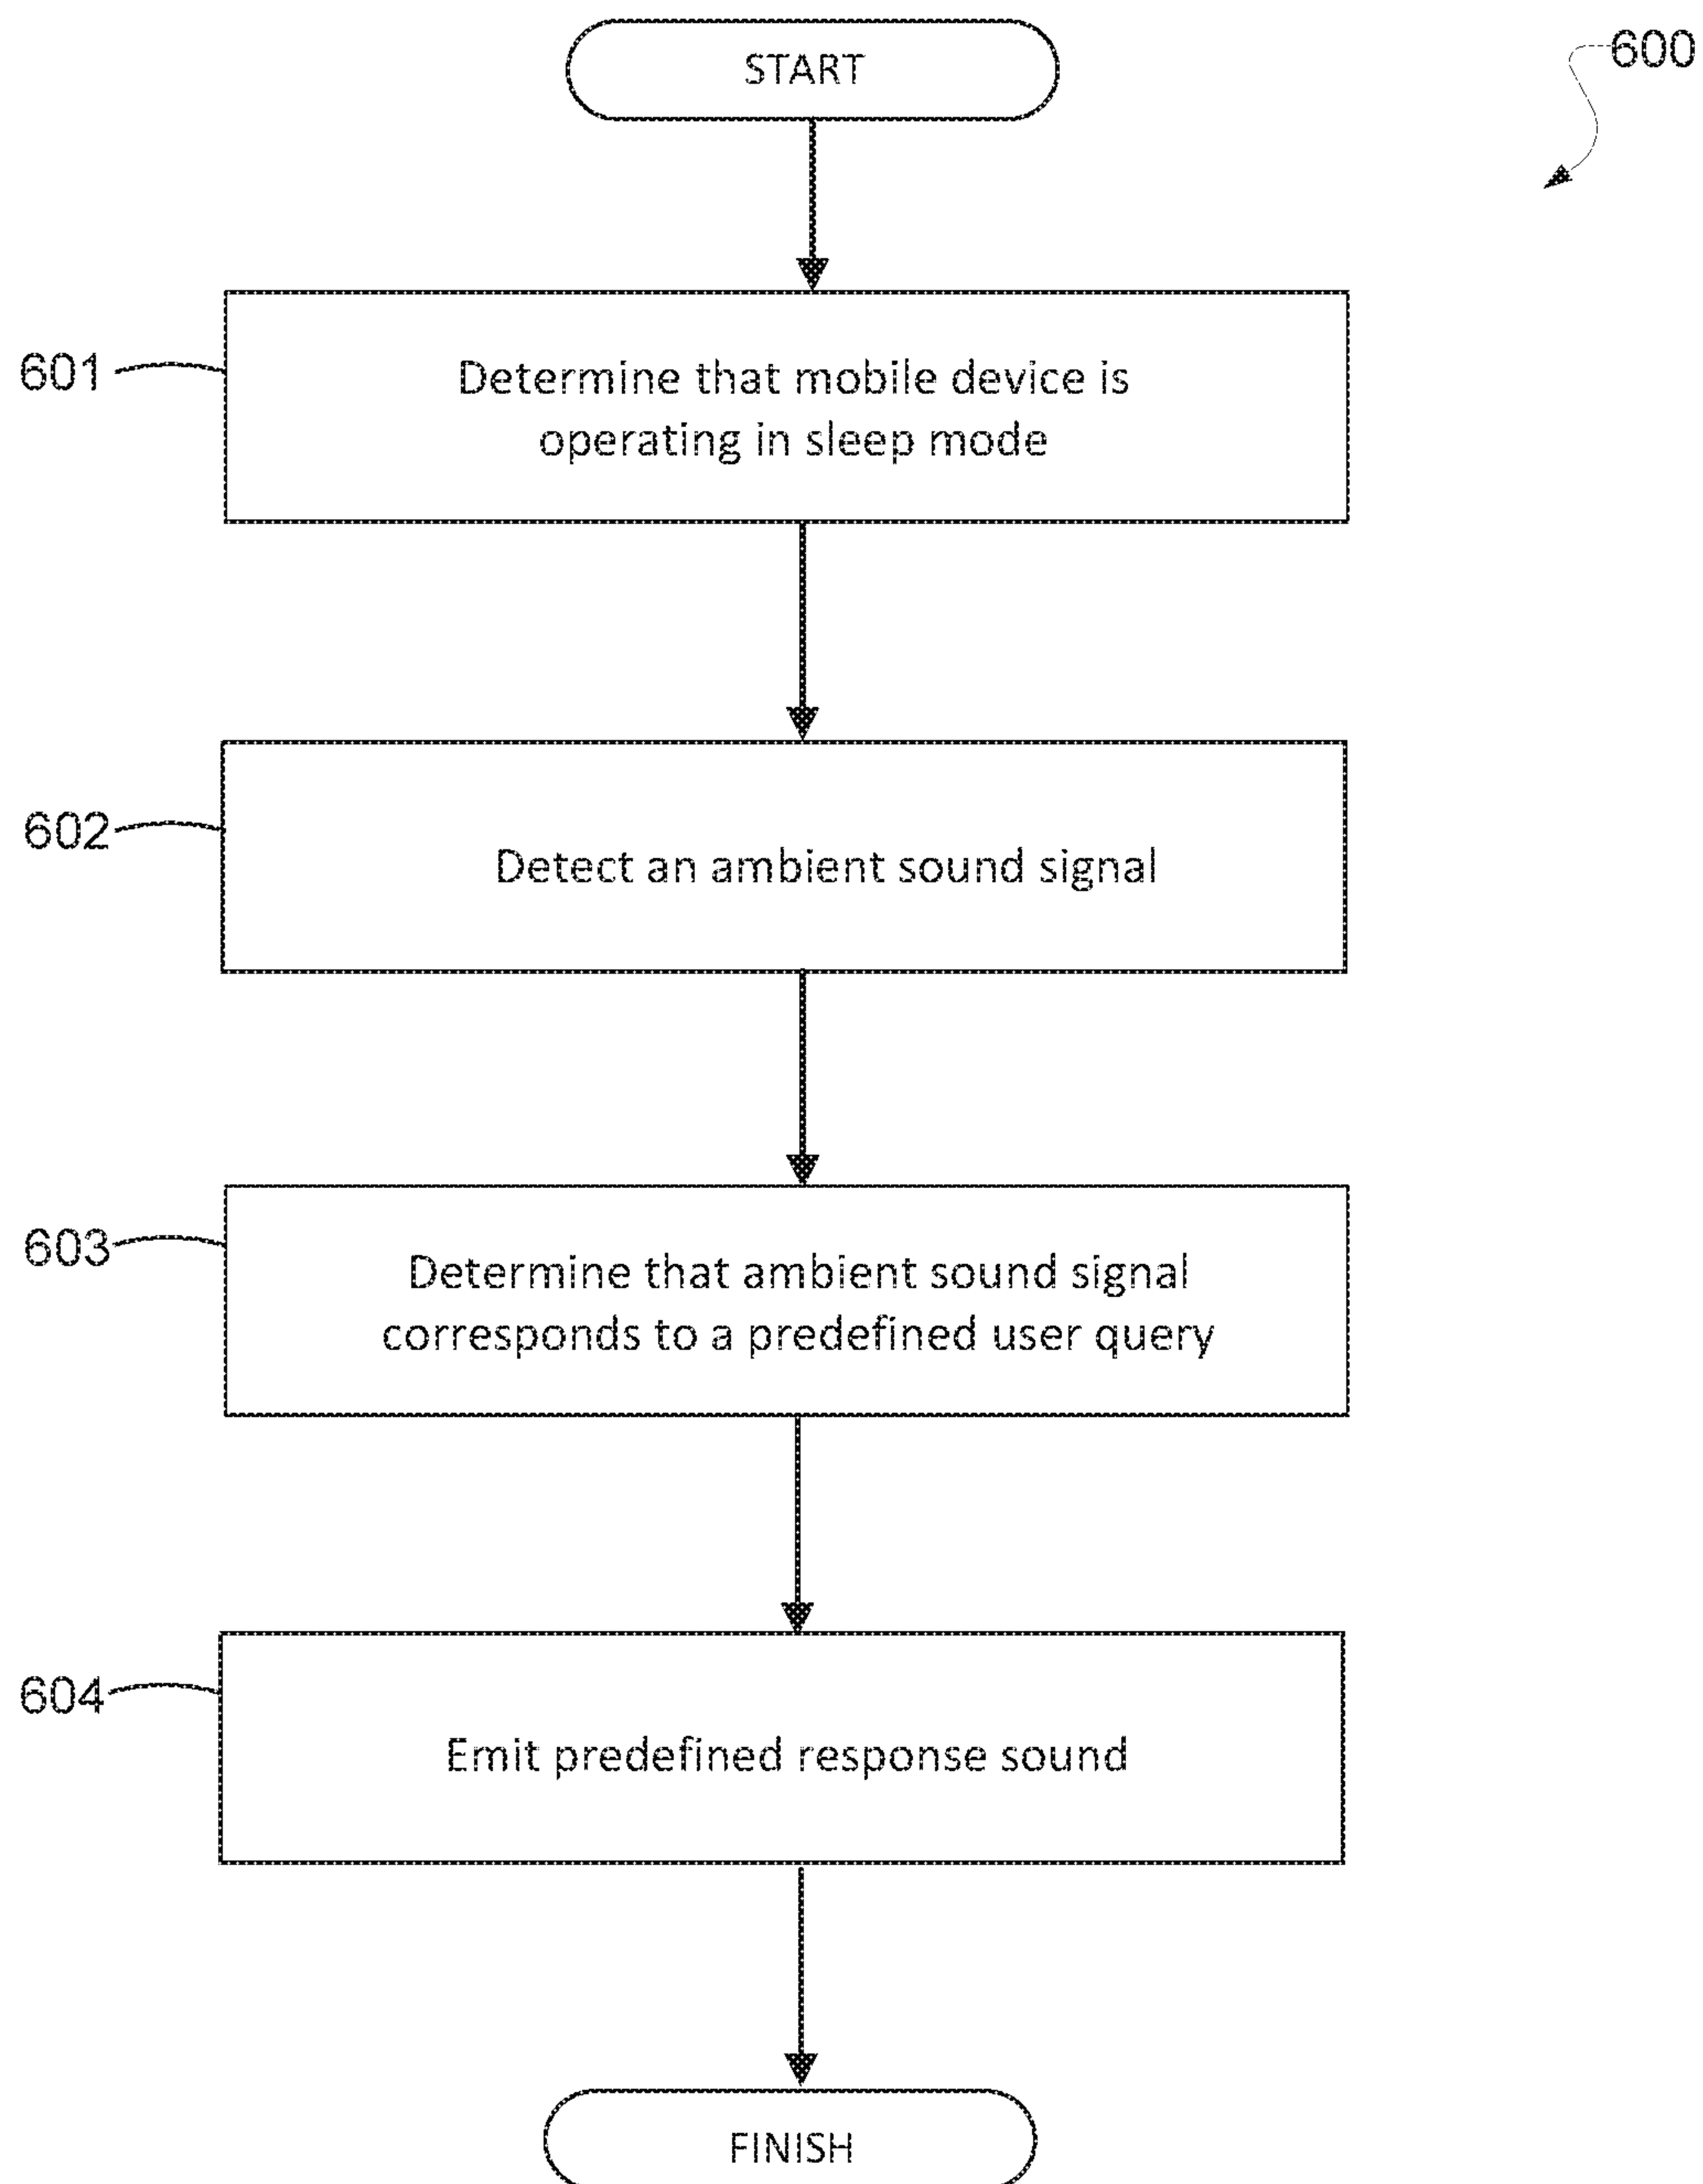 START
600
601
Determine that mobile device is
operating in sleep mode
602
Detect an ambient sound signal
603
Determine that ambient sound signal
corresponds to a predefined user query
604
Emit predefined response sound
FINISH